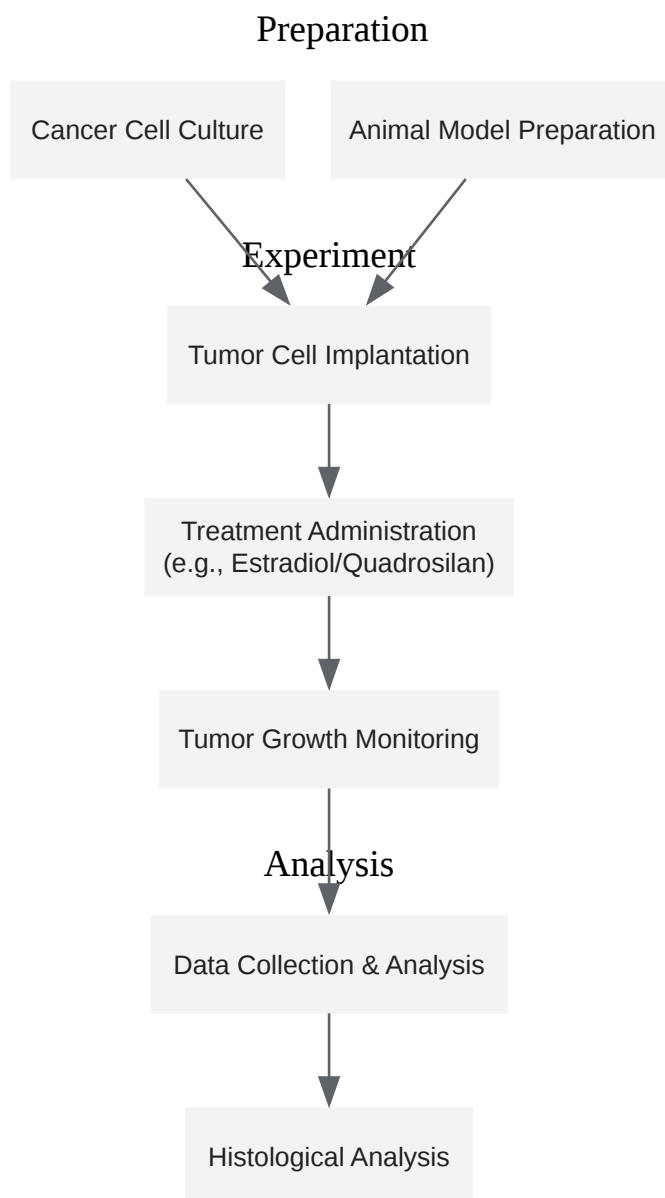 Preparation
Cancer Cell Culture
Animal Model Preparation
Experiment
Tumor Cell Implantation
Treatment Administration
(e.g., Estradiol/Quadrosilan)
Tumor Growth Monitoring
Analysis
Data Collection & Analysis
Histological Analysis